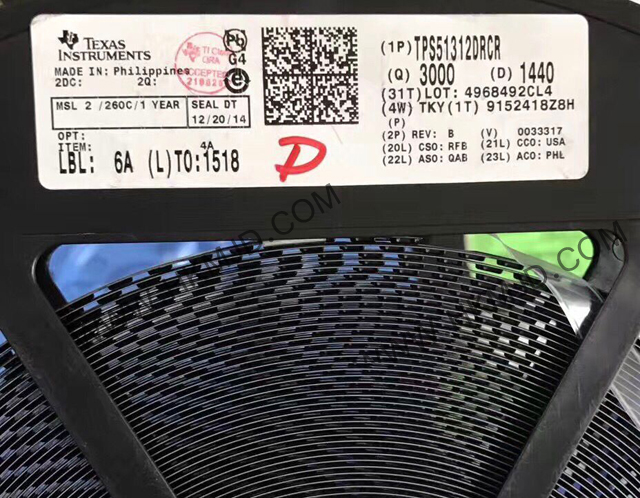 TEXAS
INSTRUMENTS
MADE IN: Philippines
2DC: 2Q:
MSL 2 /260C/1 YEAR
SEAL DT
12/20/14
OPT:
ITEM:
4A
LBL: 6A (L)TO:1518
Pb
G4
ACCEPTED
D
(1P) TPS51312DRCR
(Q) 3000 (D) 1440
(31T)LOT: 4968492CL4
(4W) TKY(1T) 9152418Z8H
(P)
(2P) REV: B (V) 0033317
(20L) CSO: RFB (21L) CCO: USA
(22L) ASO: QAB (23L) ACO: PHL